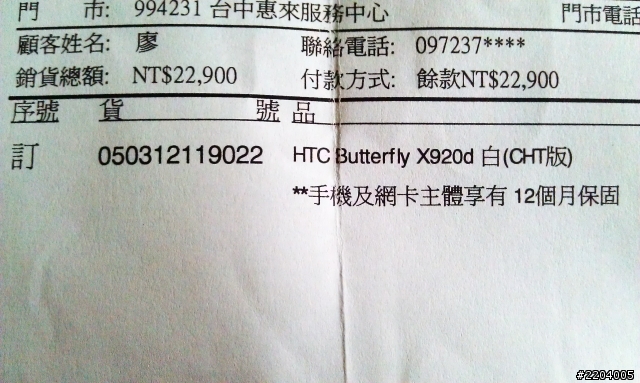 門 市: 994231 台中惠來服務中心 門市電話
顧客姓名: 廖 聯絡電話: 097237****
銷貨總額: NT$22,900 付款方式: 餘款NT$22,900
序號 貨 號 品
訂 050312119022 HTC Butterfly X920d 白(CHT版)
**手機及網卡主體享有 12個月保固
#2204005